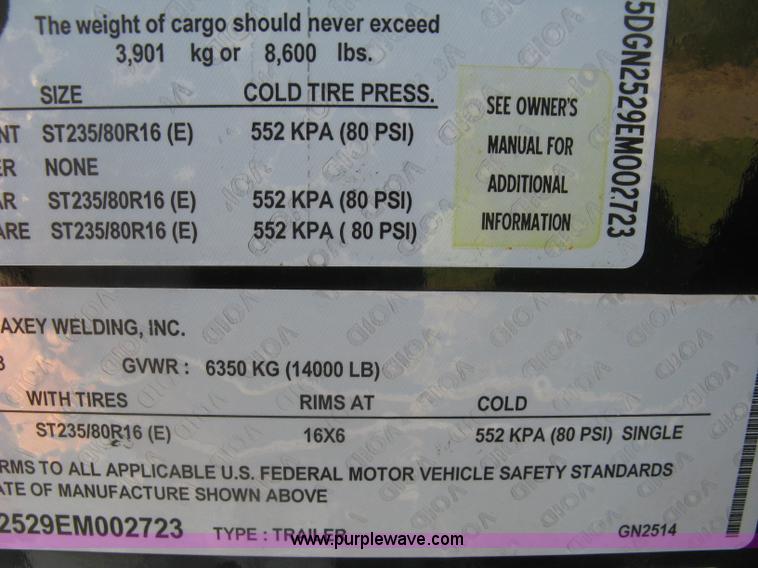 The weight of cargo should never exceed
3,901 kg or 8,600 lbs.
SIZE COLD TIRE PRESS.
NT ST235/80R16 (E) 552 KPA (80 PSI)
ER NONE
AR ST235/80R16 (E) 552 KPA (80 PSI)
ARE ST235/80R16 (E) 552 KPA ( 80 PSI)
SEE OWNER'S
MANUAL FOR
ADDITIONAL
INFORMATION
5DGN2529EM002723
AXEY WELDING, INC.
3 GVWR : 6350 KG (14000 LB)
WITH TIRES RIMS AT COLD
ST235/80R16 (E) 16X6 552 KPA (80 PSI) SINGLE
RMS TO ALL APPLICABLE U.S. FEDERAL MOTOR VEHICLE SAFETY STANDARDS
ATE OF MANUFACTURE SHOWN ABOVE
2529EM002723 TYPE : TRAILER GN2514
www.purplewave.com